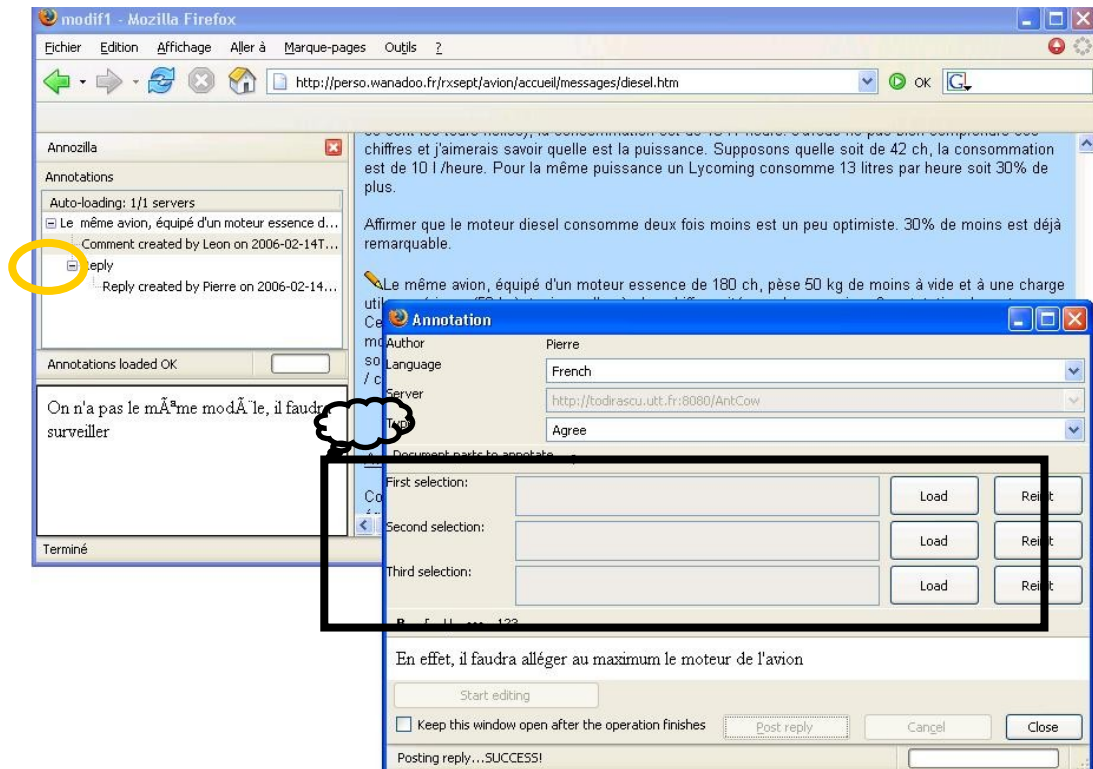 modif1 - Mozilla Firefox
Fichier Edition Affichage Aller à Marque-pages Outils ?
http://perso.wanadoo.fr/rxsept/avion/accueil/messages/diesel.htm
OK
G
Annozilla
Annotations
Auto-loading: 1/1 servers
Le même avion, équipé d'un moteur essence d...
Comment created by Leon on 2006-02-14T...
Reply
Reply created by Pierre on 2006-02-14...
Annotations loaded OK
On n'a pas le mÃªme modÃ¨le, il faudra
surveiller
Terminé
chiffres et j'aimerais savoir quelle est la puissance. Supposons quelle soit de 42 ch, la consommation
est de 10 l /heure. Pour la même puissance un Lycoming consomme 13 litres par heure soit 30% de
plus.
Affirmer que le moteur diesel consomme deux fois moins est un peu optimiste. 30% de moins est déjà
remarquable.
Le même avion, équipé d'un moteur essence de 180 ch, pèse 50 kg de moins à vide et à une charge
Annotation
Author Pierre
Language French
Server http://todirascu.utt.fr:8080/AntCow
Type Agree
Document parts to annotate
First selection: Load Reinit
Second selection: Load Reinit
Third selection: Load Reinit
En effet, il faudra alléger au maximum le moteur de l'avion
Start editing
Keep this window open after the operation finishes Post reply Cancel Close
Posting reply...SUCCESS!